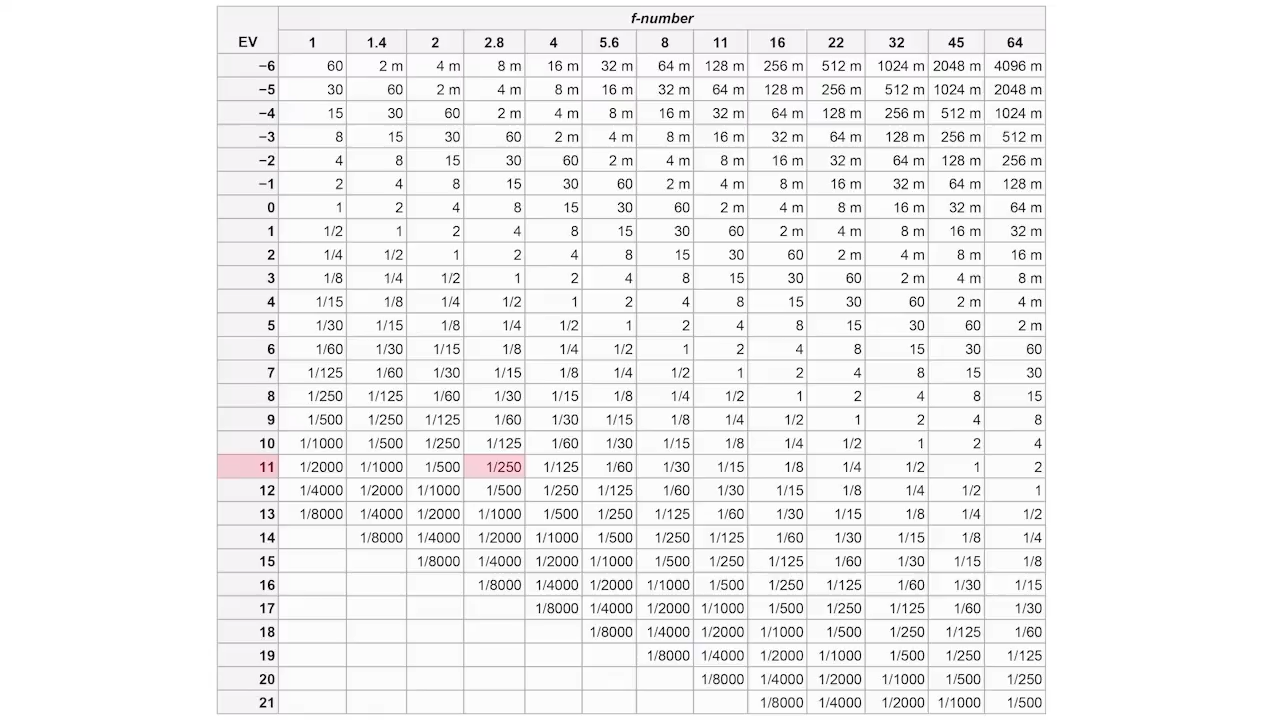 f-number
EV 1 1.4 2 2.8 4 5.6 8 11 16 22 32 45 64
−6 60 2 m 4 m 8 m 16 m 32 m 64 m 128 m 256 m 512 m 1024 m 2048 m 4096 m
−5 30 60 2 m 4 m 8 m 16 m 32 m 64 m 128 m 256 m 512 m 1024 m 2048 m
−4 15 30 60 2 m 4 m 8 m 16 m 32 m 64 m 128 m 256 m 512 m 1024 m
−3 8 15 30 60 2 m 4 m 8 m 16 m 32 m 64 m 128 m 256 m 512 m
−2 4 8 15 30 60 2 m 4 m 8 m 16 m 32 m 64 m 128 m 256 m
−1 2 4 8 15 30 60 2 m 4 m 8 m 16 m 32 m 64 m 128 m
0 1 2 4 8 15 30 60 2 m 4 m 8 m 16 m 32 m 64 m
1 1/2 1 2 4 8 15 30 60 2 m 4 m 8 m 16 m 32 m
2 1/4 1/2 1 2 4 8 15 30 60 2 m 4 m 8 m 16 m
3 1/8 1/4 1/2 1 2 4 8 15 30 60 2 m 4 m 8 m
4 1/15 1/8 1/4 1/2 1 2 4 8 15 30 60 2 m 4 m
5 1/30 1/15 1/8 1/4 1/2 1 2 4 8 15 30 60 2 m
6 1/60 1/30 1/15 1/8 1/4 1/2 1 2 4 8 15 30 60
7 1/125 1/60 1/30 1/15 1/8 1/4 1/2 1 2 4 8 15 30
8 1/250 1/125 1/60 1/30 1/15 1/8 1/4 1/2 1 2 4 8 15
9 1/500 1/250 1/125 1/60 1/30 1/15 1/8 1/4 1/2 1 2 4 8
10 1/1000 1/500 1/250 1/125 1/60 1/30 1/15 1/8 1/4 1/2 1 2 4
11 1/2000 1/1000 1/500 1/250 1/125 1/60 1/30 1/15 1/8 1/4 1/2 1 2
12 1/4000 1/2000 1/1000 1/500 1/250 1/125 1/60 1/30 1/15 1/8 1/4 1/2 1
13 1/8000 1/4000 1/2000 1/1000 1/500 1/250 1/125 1/60 1/30 1/15 1/8 1/4 1/2
14 1/8000 1/4000 1/2000 1/1000 1/500 1/250 1/125 1/60 1/30 1/15 1/8 1/4
15 1/8000 1/4000 1/2000 1/1000 1/500 1/250 1/125 1/60 1/30 1/15 1/8
16 1/8000 1/4000 1/2000 1/1000 1/500 1/250 1/125 1/60 1/30 1/15
17 1/8000 1/4000 1/2000 1/1000 1/500 1/250 1/125 1/60 1/30
18 1/8000 1/4000 1/2000 1/1000 1/500 1/250 1/125 1/60
19 1/8000 1/4000 1/2000 1/1000 1/500 1/250 1/125
20 1/8000 1/4000 1/2000 1/1000 1/500 1/250
21 1/8000 1/4000 1/2000 1/1000 1/500